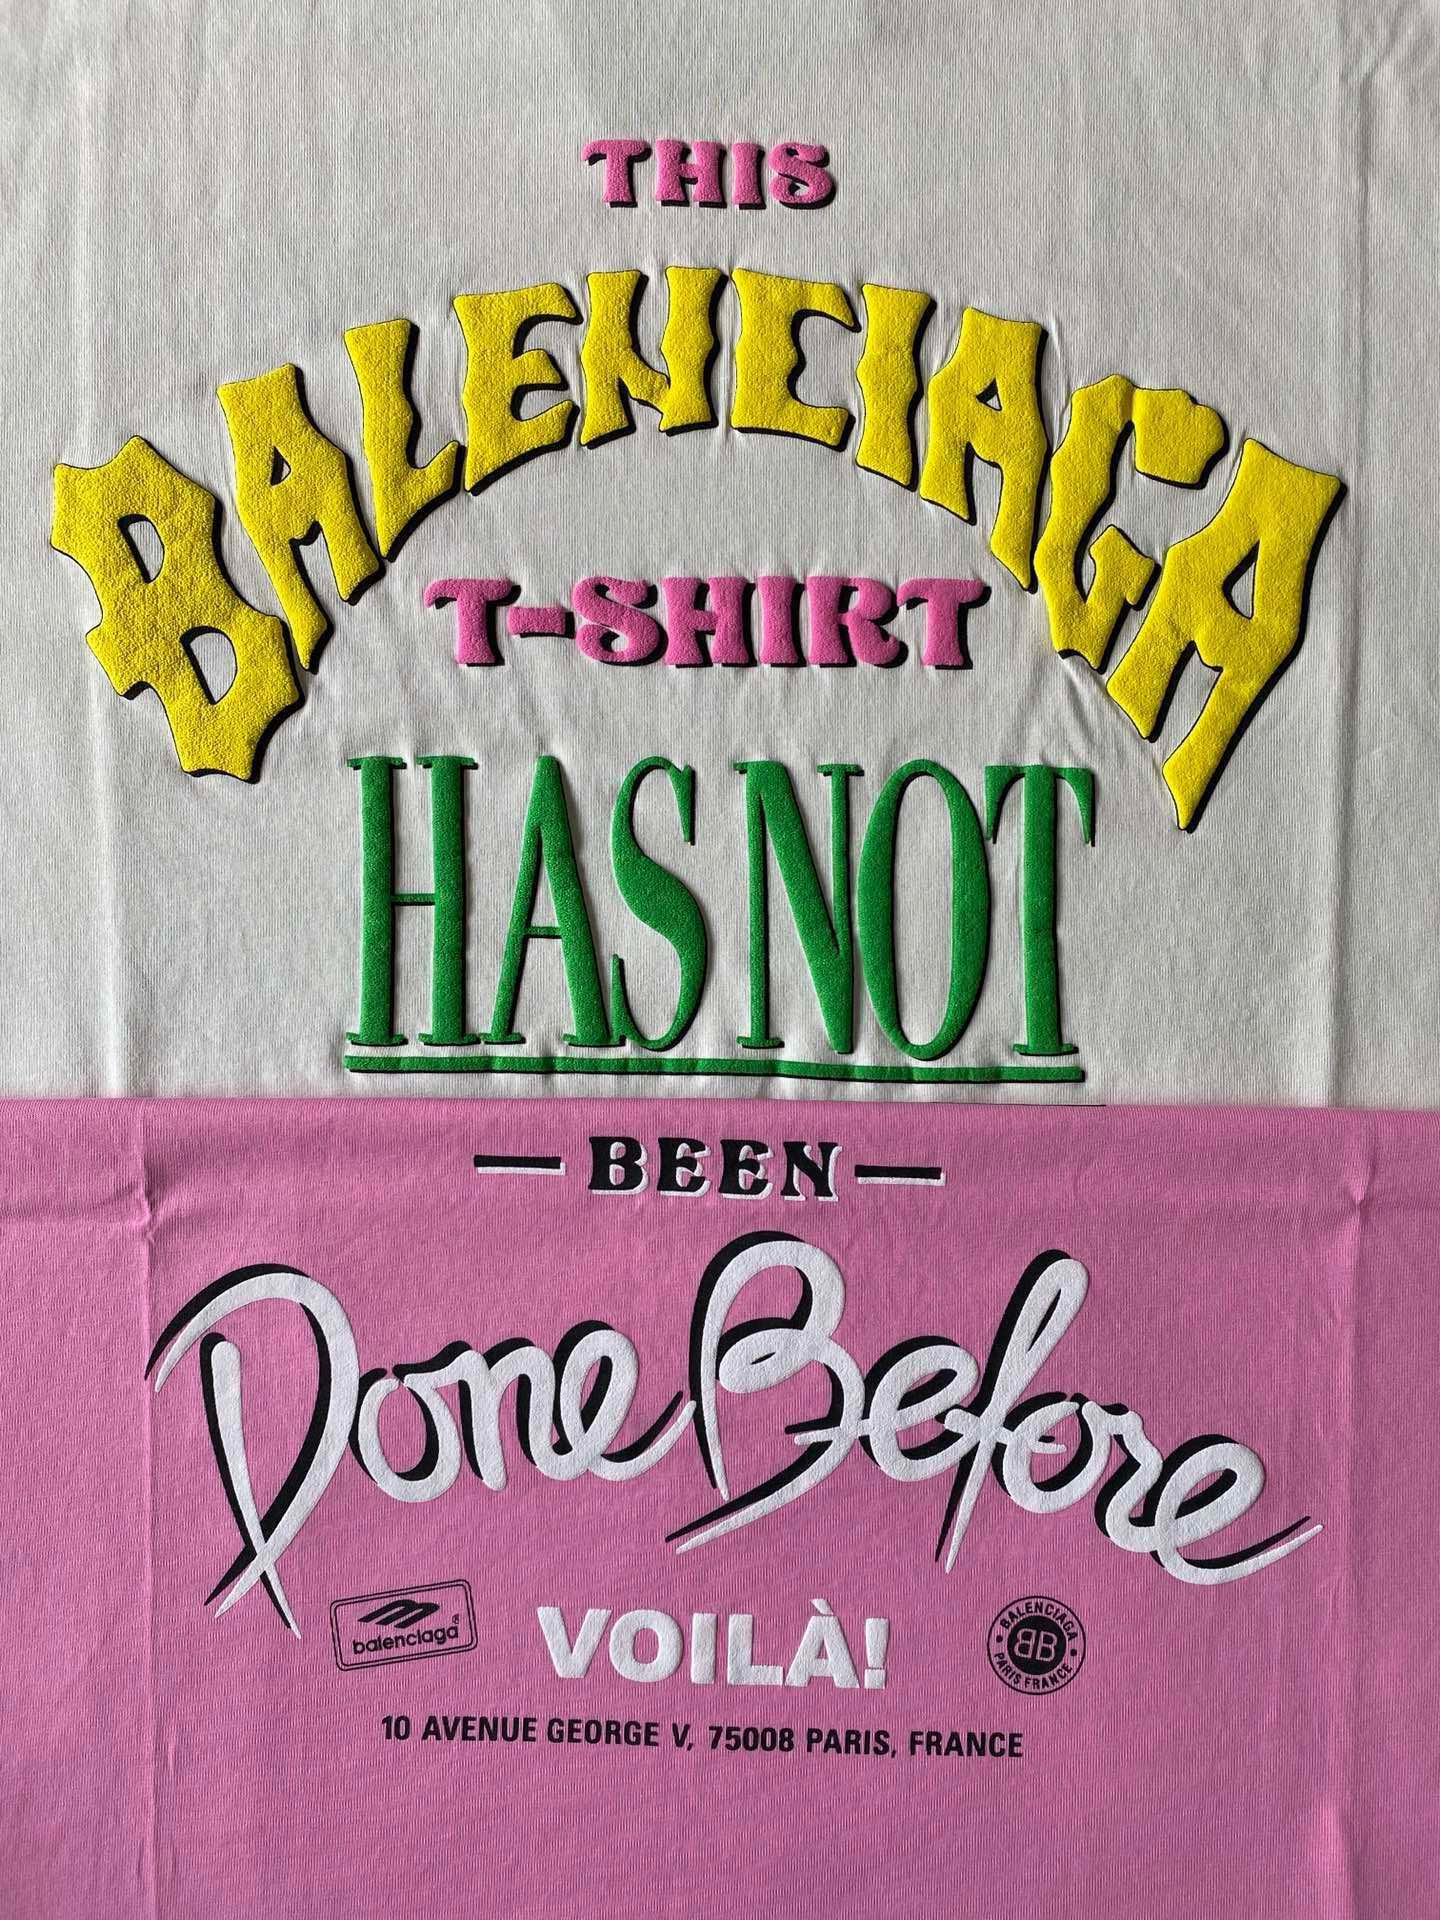 THIS
BALENCIAGA
T-SHIRT
HAS NOT
— BEEN —
Done Before
balenciaga®
VOILÀ!
BALENCIAGA
BB
PARIS FRANCE
10 AVENUE GEORGE V, 75008 PARIS, FRANCE